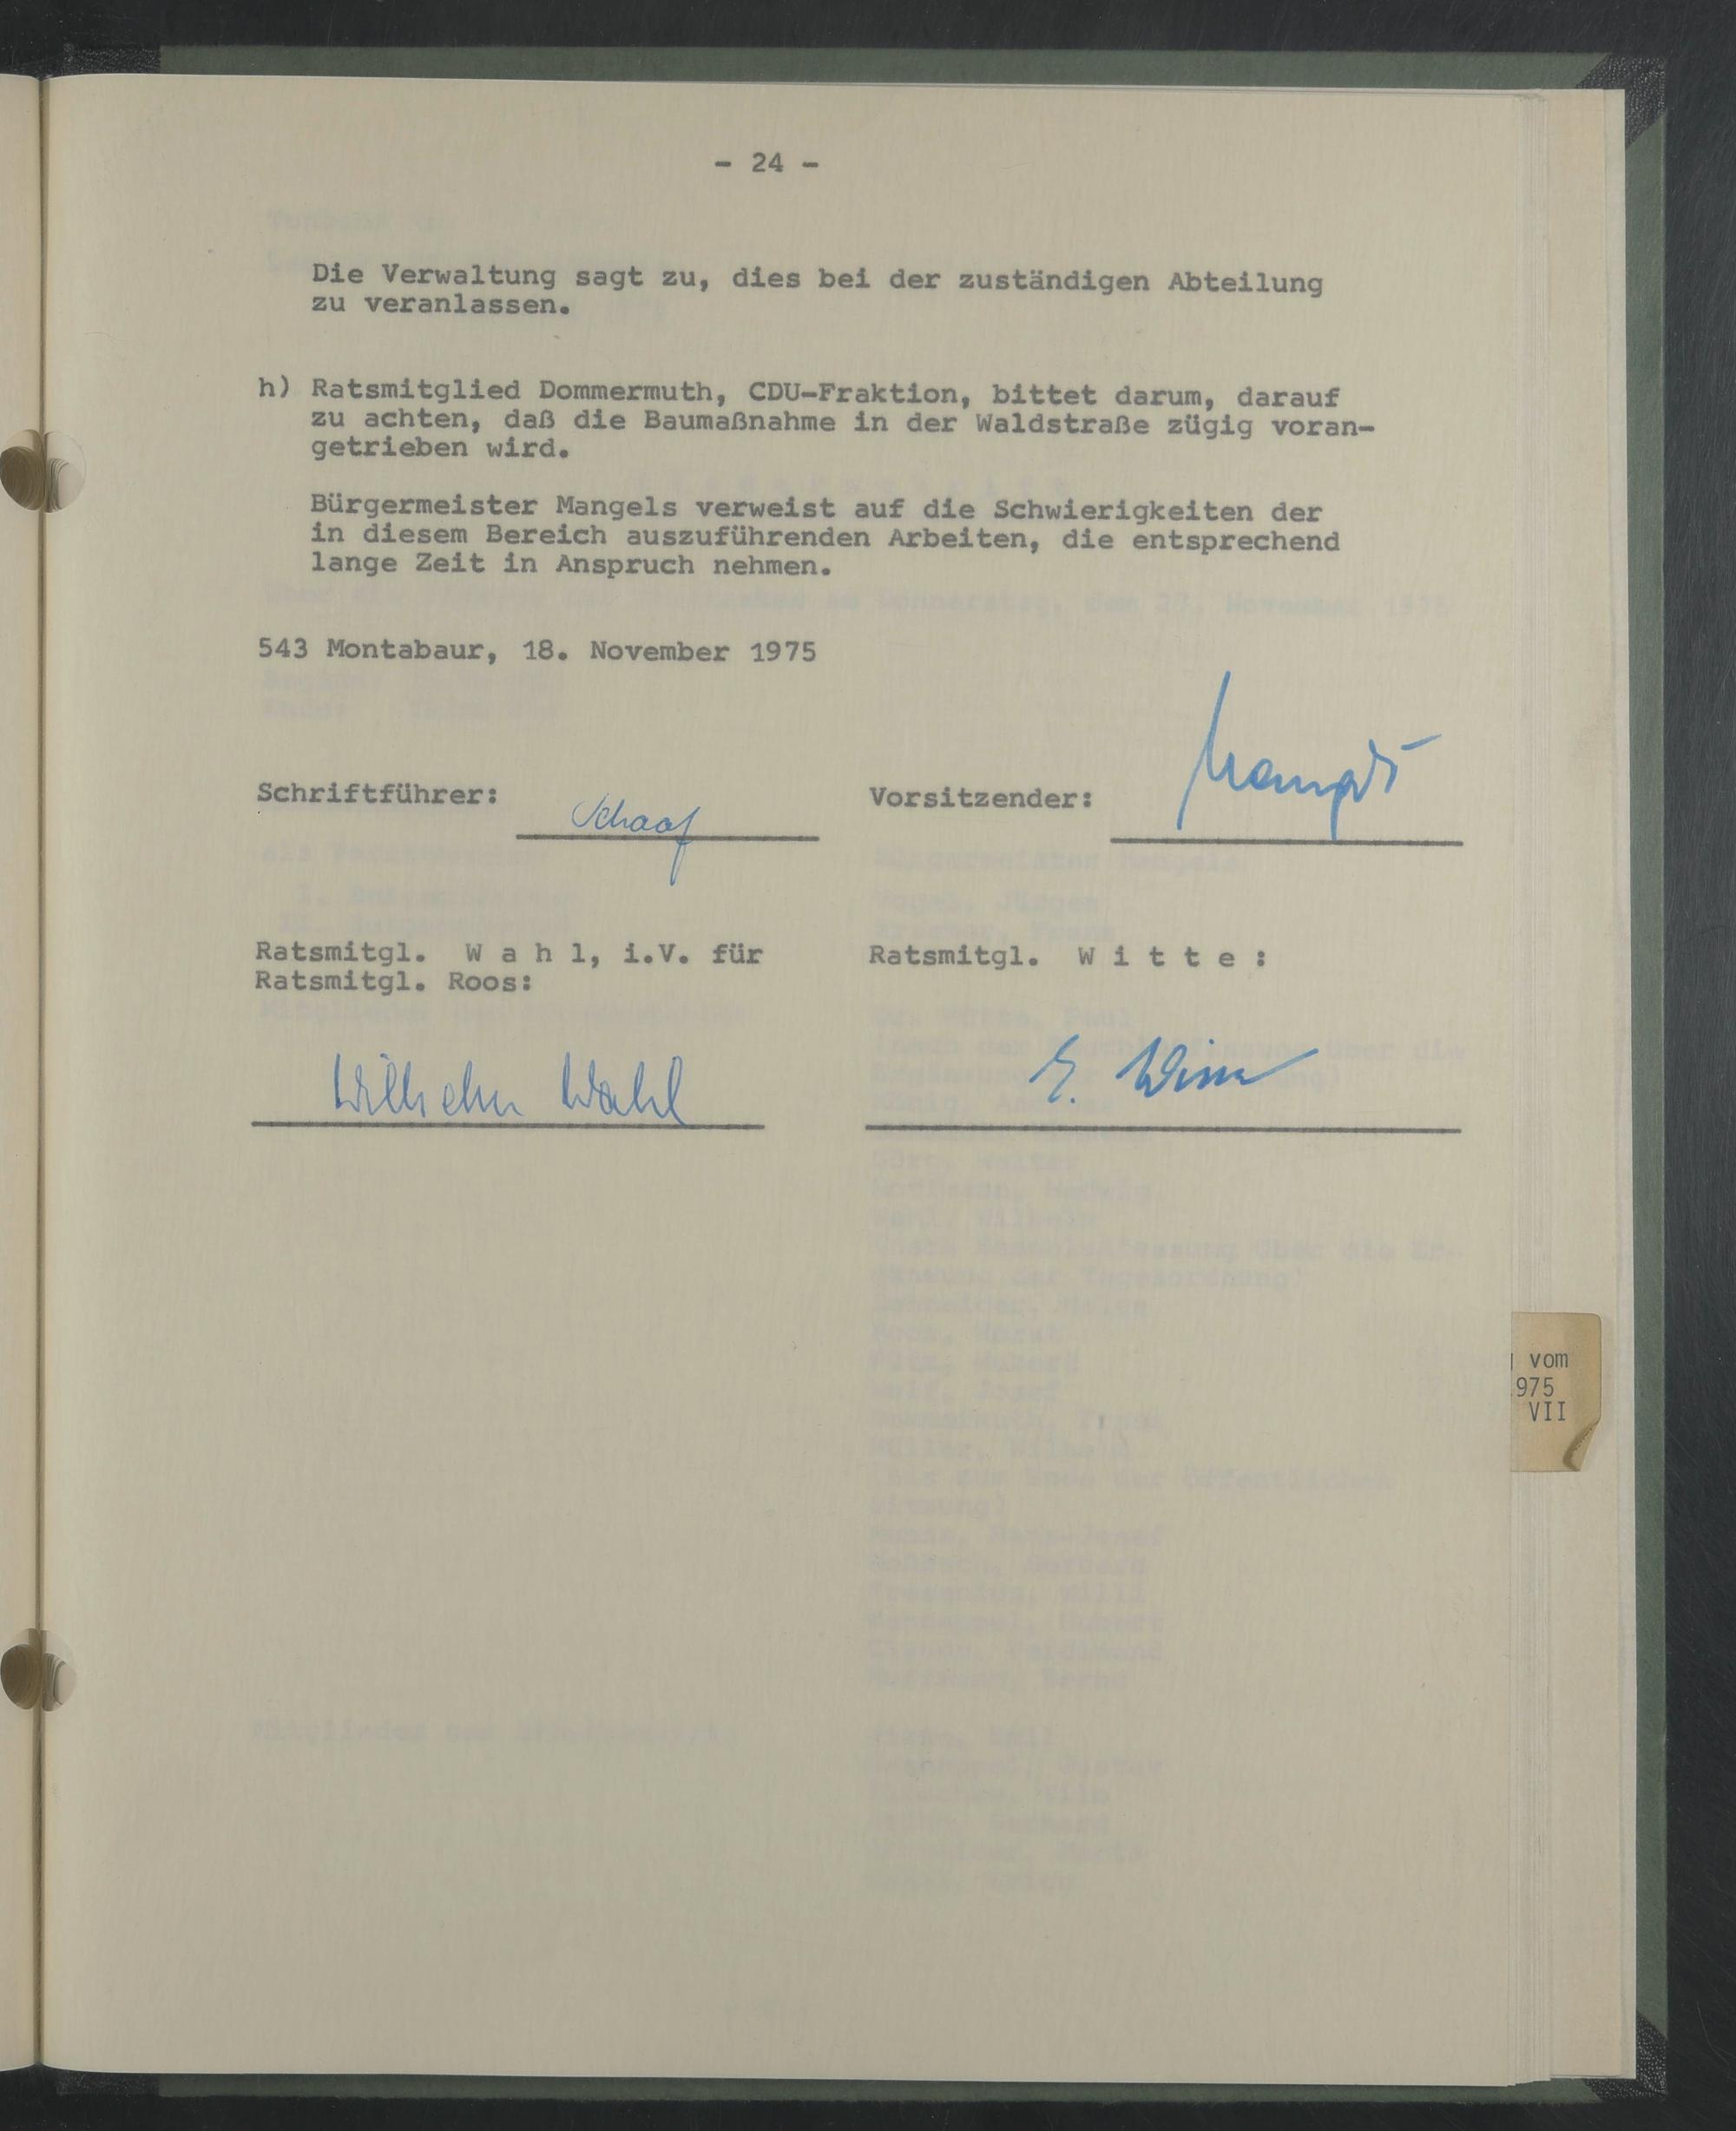 - 24 -
Die Verwaltung sagt zu, dies bei der zuständigen Abteilung
zu veranlassen.
h) Ratsmitglied Dommermuth, CDU-Fraktion, bittet darum, darauf
zu achten, daß die Baumaßnahme in der Waldstraße zügig voran-
getrieben wird.
Bürgermeister Mangels verweist auf die Schwierigkeiten der
in diesem Bereich auszuführenden Arbeiten, die entsprechend
lange Zeit in Anspruch nehmen.
543 Montabaur, 18. November 1975
Schriftführer: Schaaf
Vorsitzender: Mangels
Ratsmitgl. W a h l, i.V. für
Ratsmitgl. Roos:
Ratsmitgl. W i t t e :
Wilhelm Wahl
E. Witte
vom
975
VII